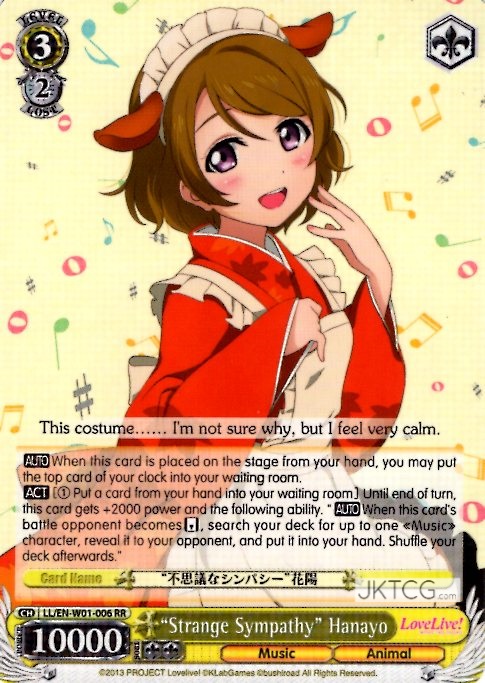 LEVEL
3
2
COST
This costume...... I'm not sure why, but I feel very calm.
AUTO When this card is placed on the stage from your hand, you may put
the top card of your clock into your waiting room.
ACT [① Put a card from your hand into your waiting room] Until end of turn,
this card gets +2000 power and the following ability. " AUTO When this card's
battle opponent becomes, search your deck for up to one «Music»
character, reveal it to your opponent, and put it into your hand. Shuffle your
deck afterwards."
Card Name
"不思議なシンパシー"花陽
JKTCG.com
CH LL/EN-W01-006 RR
"Strange Sympathy" Hanayo
LoveLive!
10000
Music
Animal
©2013 PROJECT Lovelive! ©KLabGames ©bushiroad All Rights Reserved.